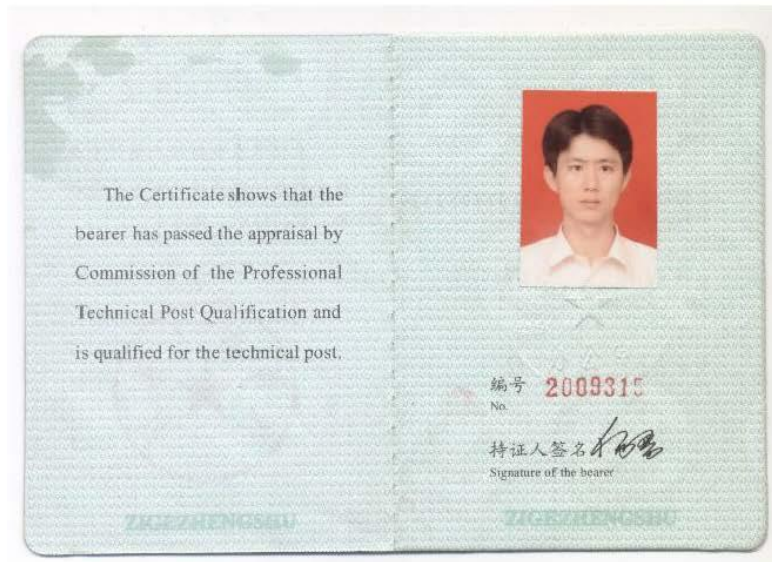 The Certificate shows that the
bearer has passed the appraisal by
Commission of the Professional
Technical Post Qualification and
is qualified for the technical post.
ZIGEZHENGSHU
编号 2009315
No.
持证人签名
Signature of the bearer
ZIGEZHENGSHU